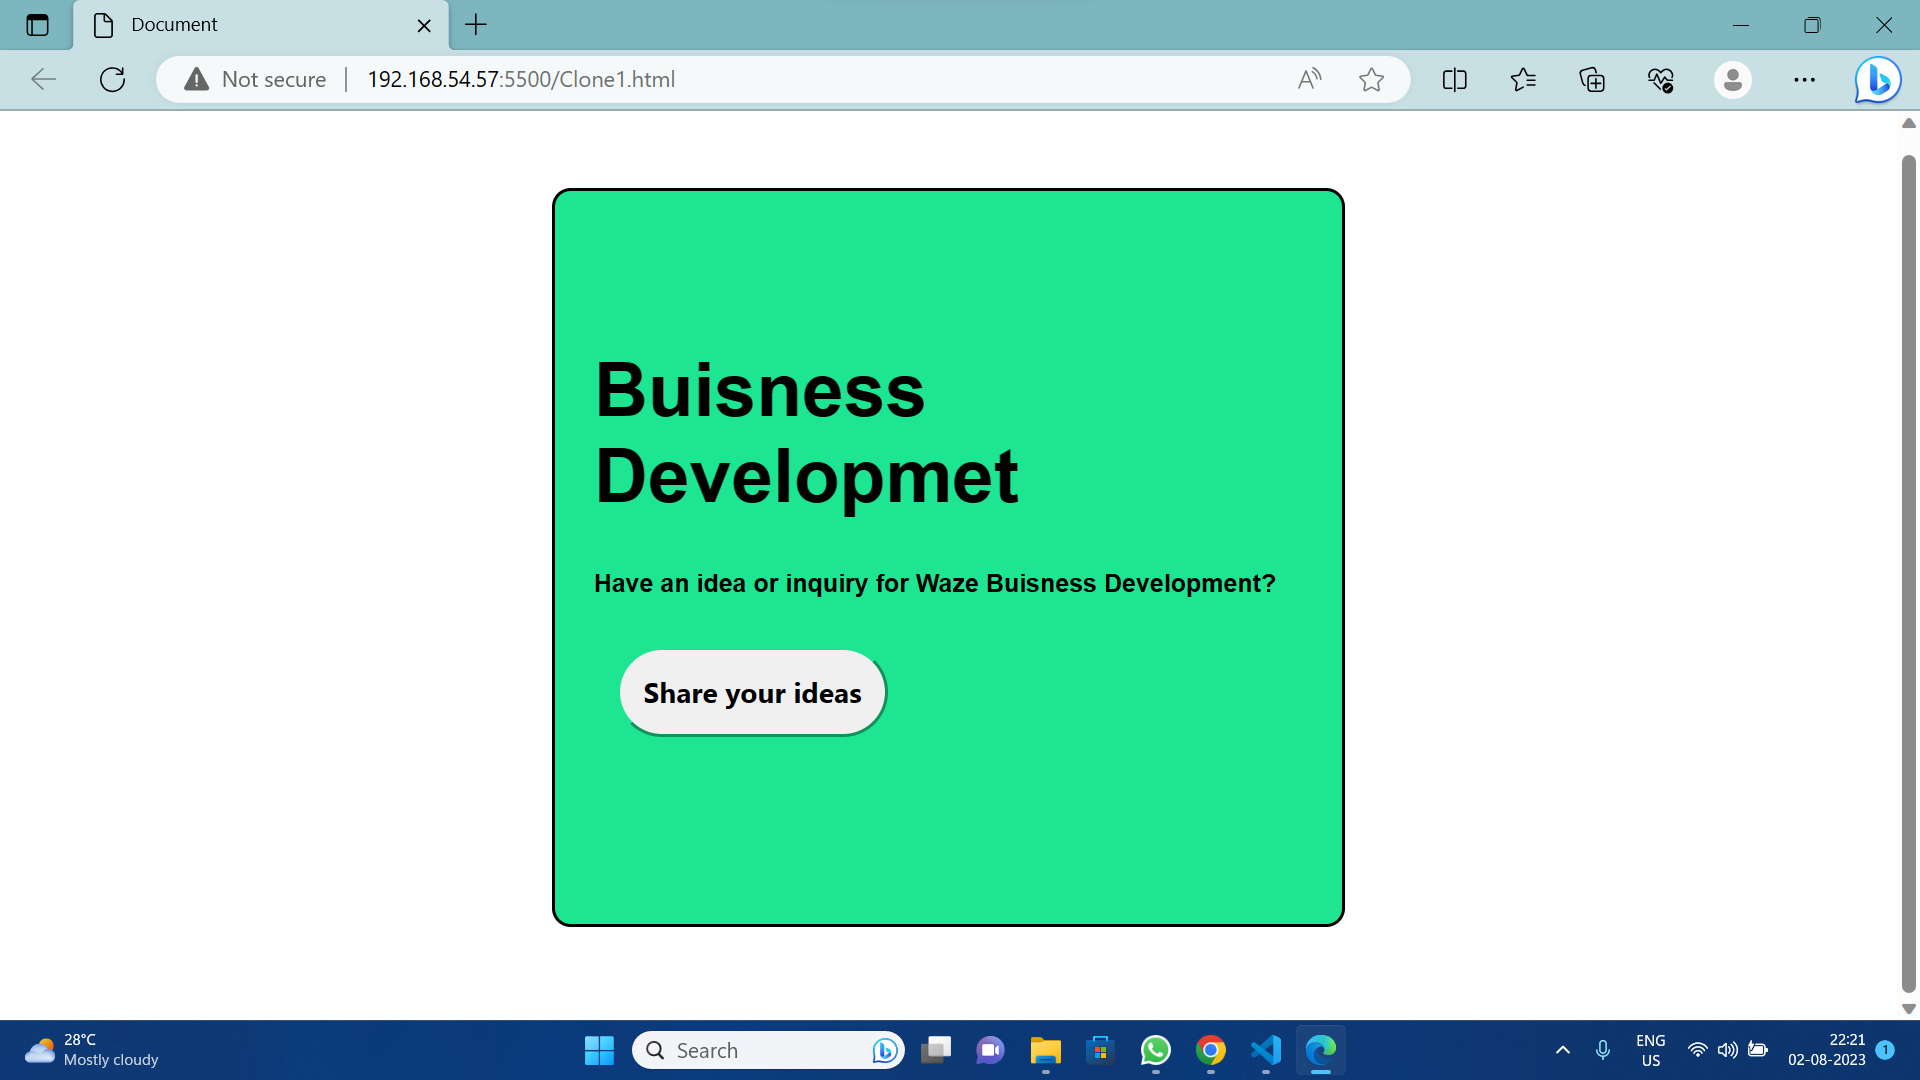 Document
Not secure
192.168.54.57:5500/Clone1.html
Buisness
Developmet
Have an idea or inquiry for Waze Buisness Development?
Share your ideas
28°C
Mostly cloudy
Search
ENG
US
22:21
02-08-2023
1